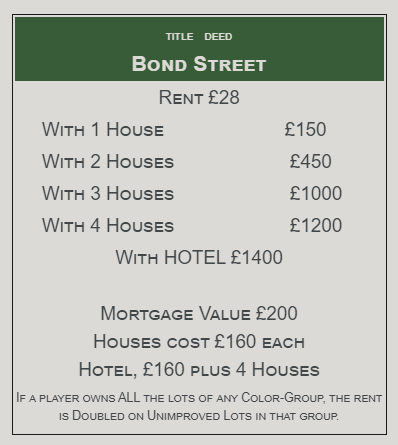 TITLE DEED
BOND STREET
RENT £28
WITH 1 HOUSE £150
WITH 2 HOUSES £450
WITH 3 HOUSES £1000
WITH 4 HOUSES £1200
WITH HOTEL £1400
MORTGAGE VALUE £200
HOUSES COST £160 EACH
HOTEL, £160 PLUS 4 HOUSES
IF A PLAYER OWNS ALL THE LOTS OF ANY COLOR-GROUP, THE RENT
IS DOUBLED ON UNIMPROVED LOTS IN THAT GROUP.